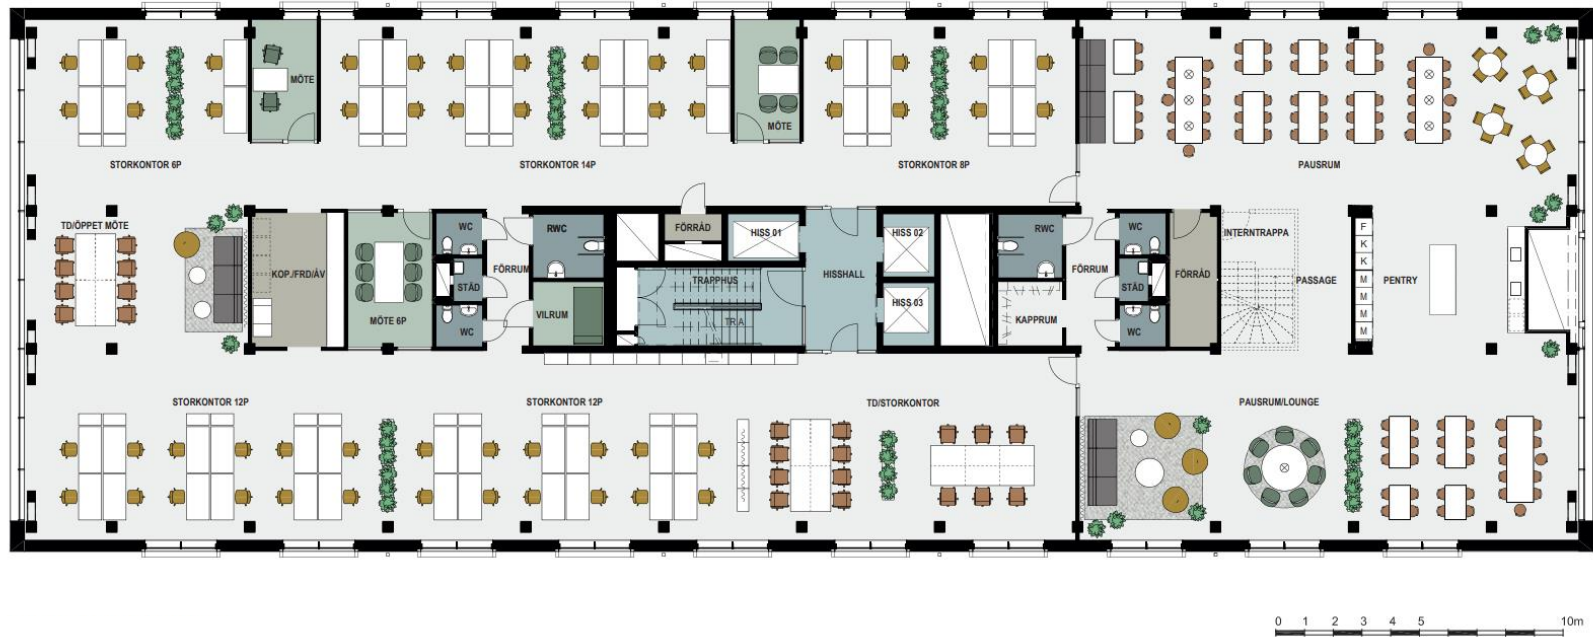 MÖTE
MÖTE
STORKONTOR 6P
STORKONTOR 14P
STORKONTOR 8P
PAUSRUM
TD/ÖPPET MÖTE
KOP./FRD/AV
MÖTE 6P
WC
STÄD
WC
FÖRRUM
RWC
VILRUM
FÖRRÅD
HISS 01
TRAPPHUS
TR.A
HISSHALL
HISS 02
HISS 03
RWC
KAPPRUM
FÖRRUM
WC
STÄD
WC
FÖRRÅD
INTERNTRAPPA
PASSAGE
F
K
K
M
M
M
M
PENTRY
STORKONTOR 12P
STORKONTOR 12P
TD/STORKONTOR
PAUSRUM/LOUNGE
0 1 2 3 4 5 10m